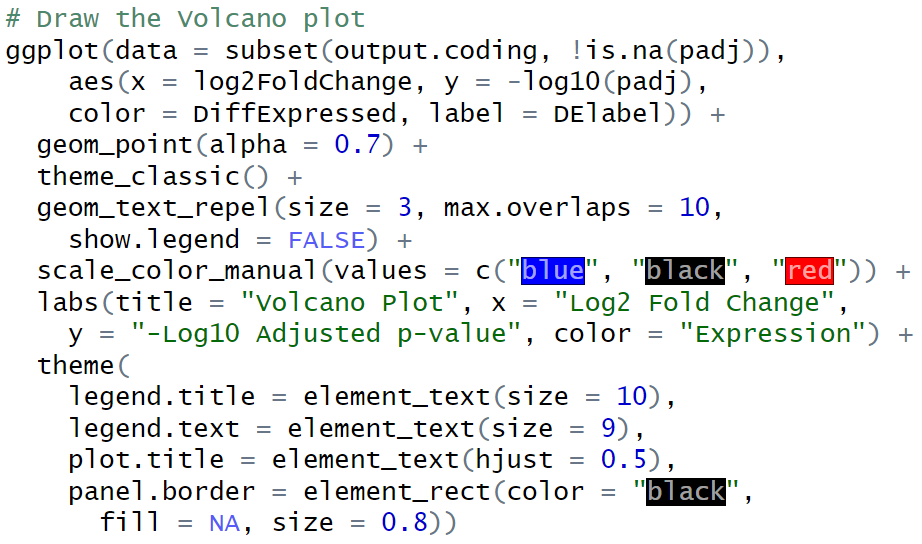 # Draw the Volcano plot
ggplot(data = subset(output.coding, !is.na(padj)),
    aes(x = log2FoldChange, y = -log10(padj),
    color = DiffExpressed, label = DElabel)) +
  geom_point(alpha = 0.7) +
  theme_classic() +
  geom_text_repel(size = 3, max.overlaps = 10,
    show.legend = FALSE) +
  scale_color_manual(values = c("blue", "black", "red")) +
  labs(title = "Volcano Plot", x = "Log2 Fold Change",
    y = "-Log10 Adjusted p-value", color = "Expression") +
  theme(
    legend.title = element_text(size = 10),
    legend.text = element_text(size = 9),
    plot.title = element_text(hjust = 0.5),
    panel.border = element_rect(color = "black",
      fill = NA, size = 0.8))